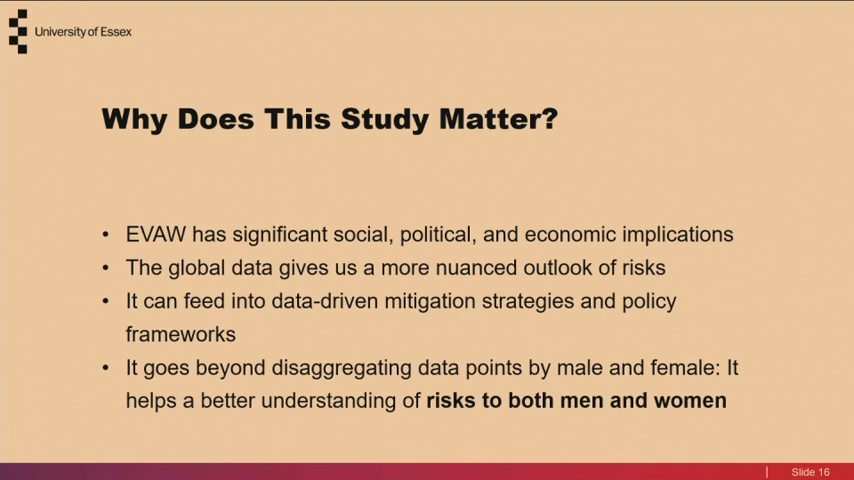 University of Essex
Why Does This Study Matter?
• EVAW has significant social, political, and economic implications
• The global data gives us a more nuanced outlook of risks
• It can feed into data-driven mitigation strategies and policy
frameworks
• It goes beyond disaggregating data points by male and female: It
helps a better understanding of risks to both men and women
Slide 16